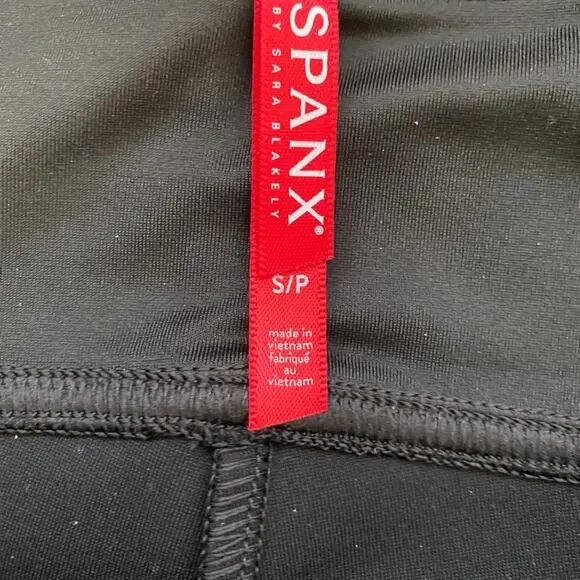 SPANX®
BY SARA BLAKELY
S/P
made in
vietnam
fabriqué
au
vietnam